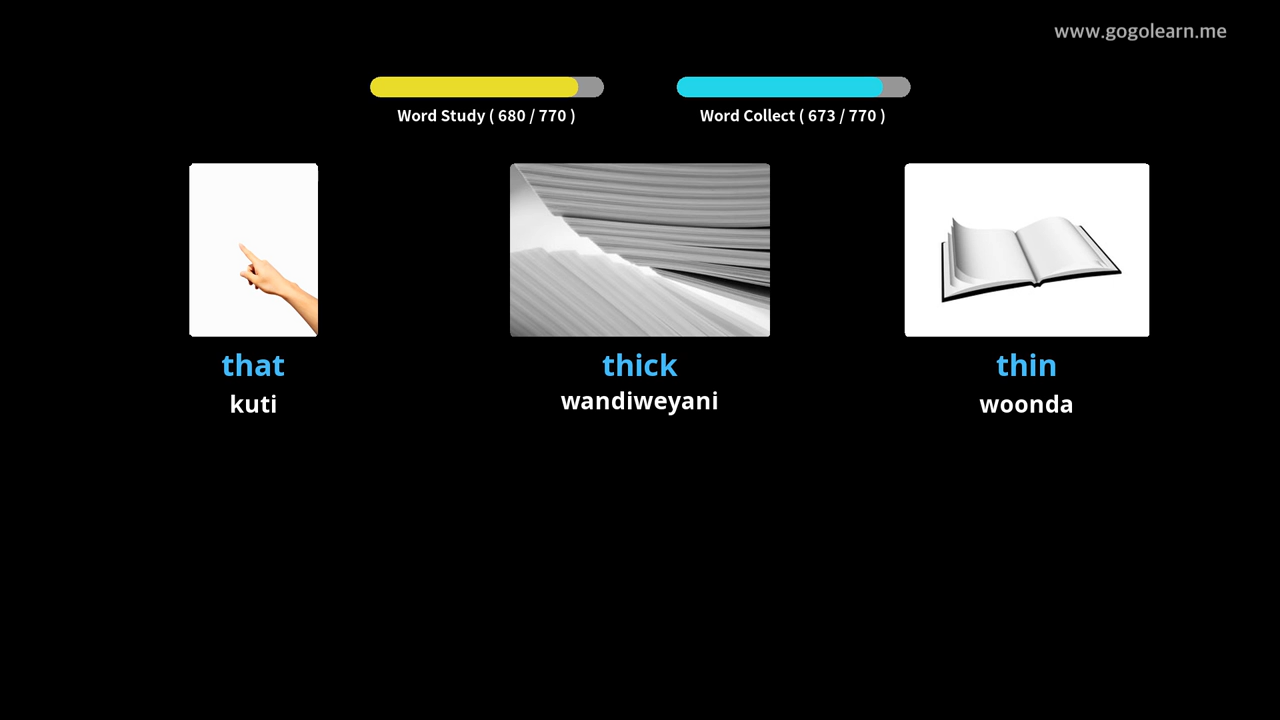 www.gogolearn.me
Word Study ( 680 / 770 )
Word Collect ( 673 / 770 )
that
kuti
thick
wandiweyani
thin
woonda